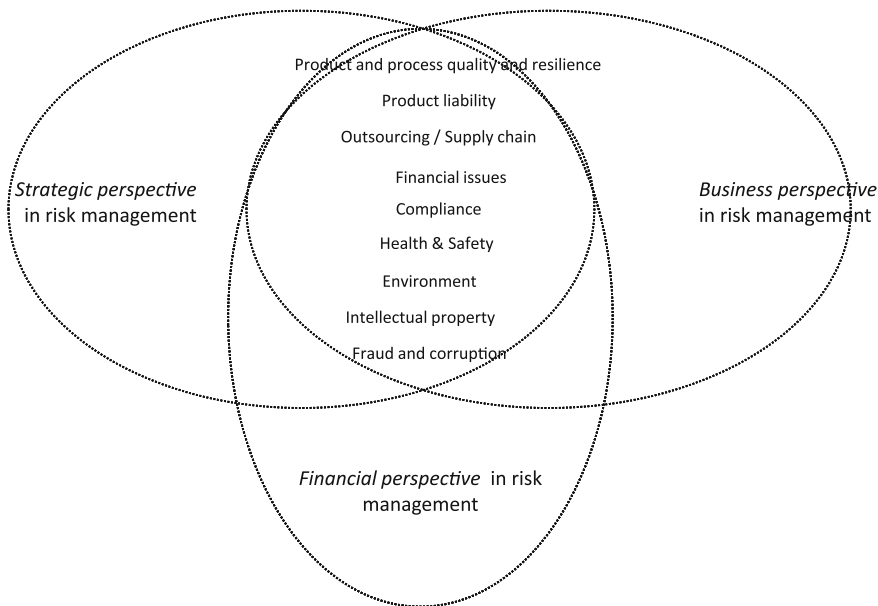 Product and process quality and resilience
Product liability
Outsourcing / Supply chain
Financial issues
Strategic perspective
in risk management
Business perspective
in risk management
Compliance
Health & Safety
Environment
Intellectual property
Fraud and corruption
Financial perspective in risk
management